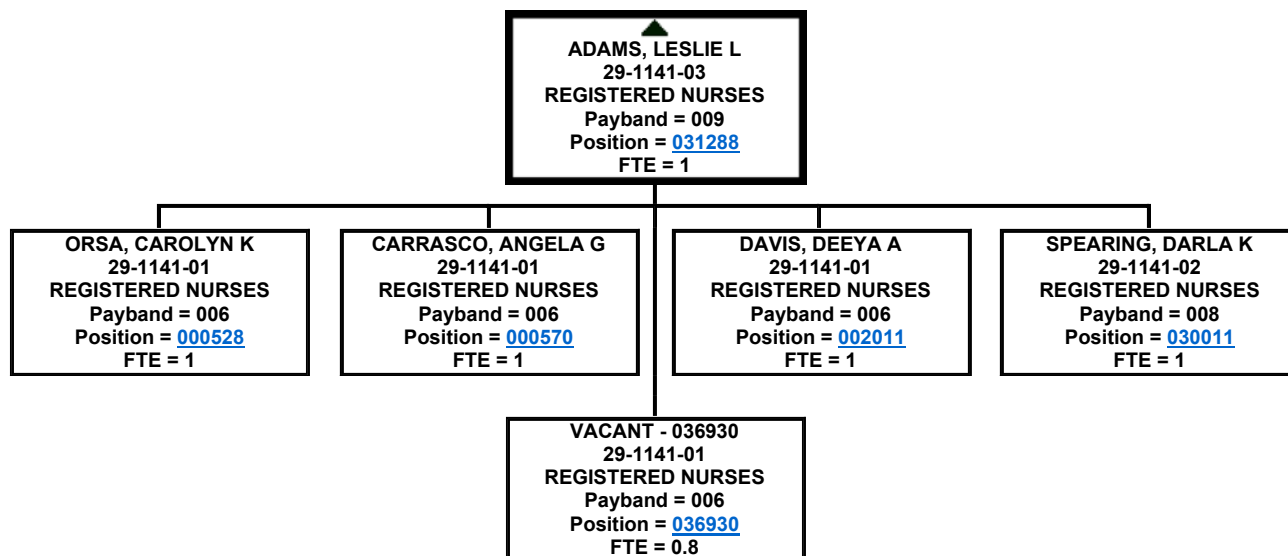 ADAMS, LESLIE L
29-1141-03
REGISTERED NURSES
Payband = 009
Position = 031288
FTE = 1
ORSA, CAROLYN K
29-1141-01
REGISTERED NURSES
Payband = 006
Position = 000528
FTE = 1
CARRASCO, ANGELA G
29-1141-01
REGISTERED NURSES
Payband = 006
Position = 000570
FTE = 1
DAVIS, DEEYA A
29-1141-01
REGISTERED NURSES
Payband = 006
Position = 002011
FTE = 1
SPEARING, DARLA K
29-1141-02
REGISTERED NURSES
Payband = 008
Position = 030011
FTE = 1
VACANT - 036930
29-1141-01
REGISTERED NURSES
Payband = 006
Position = 036930
FTE = 0.8